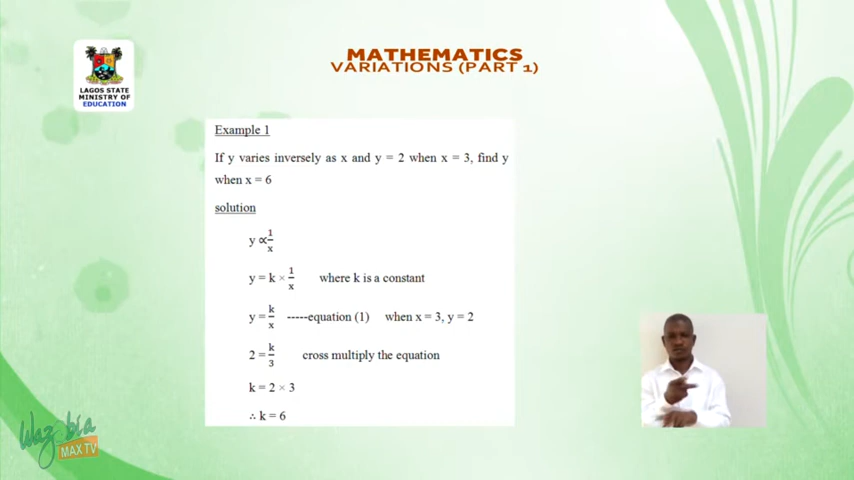 MATHEMATICS
VARIATIONS (PART 1)
LAGOS STATE
MINISTRY OF
EDUCATION
Example 1
If y varies inversely as x and y = 2 when x = 3, find y
when x = 6
solution
y ∝ 1/x
y = k × 1/x where k is a constant
y = k/x -----equation (1) when x = 3, y = 2
2 = k/3 cross multiply the equation
k = 2 × 3
∴ k = 6
Wazobia
MAX TV